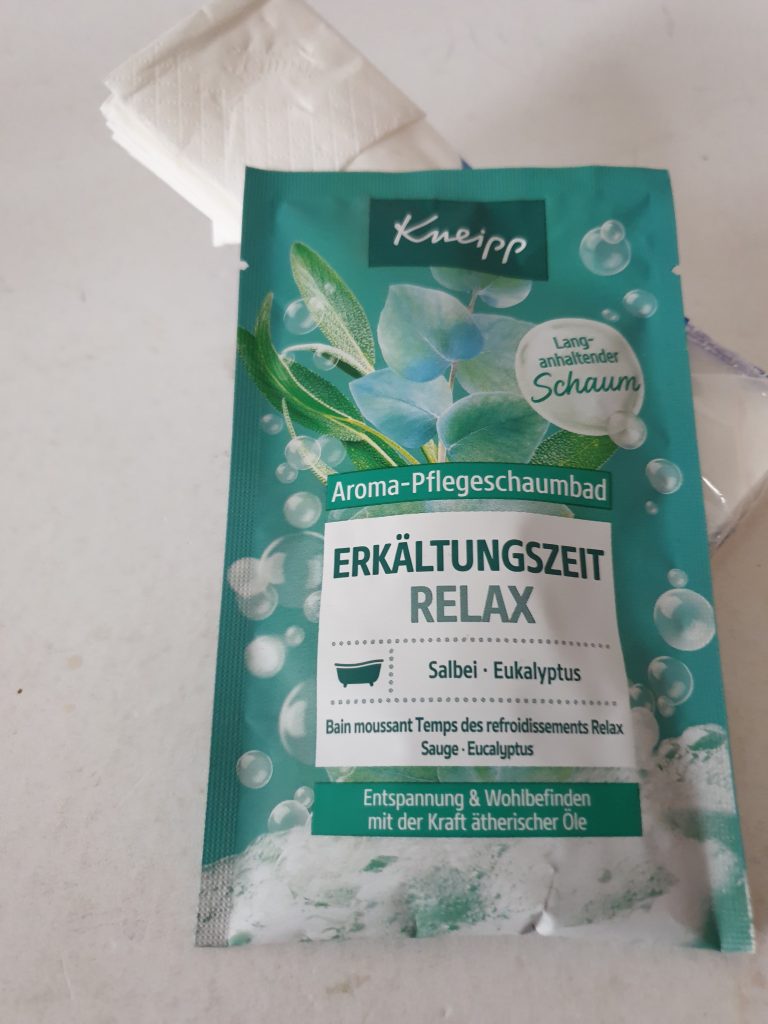 Kneipp
Lang-
anhaltender
Schaum
Aroma-Pflegeschaumbad
ERKÄLTUNGSZEIT
RELAX
Salbei · Eukalyptus
Bain moussant Temps des refroidissements Relax
Sauge · Eucalyptus
Entspannung & Wohlbefinden
mit der Kraft ätherischer Öle